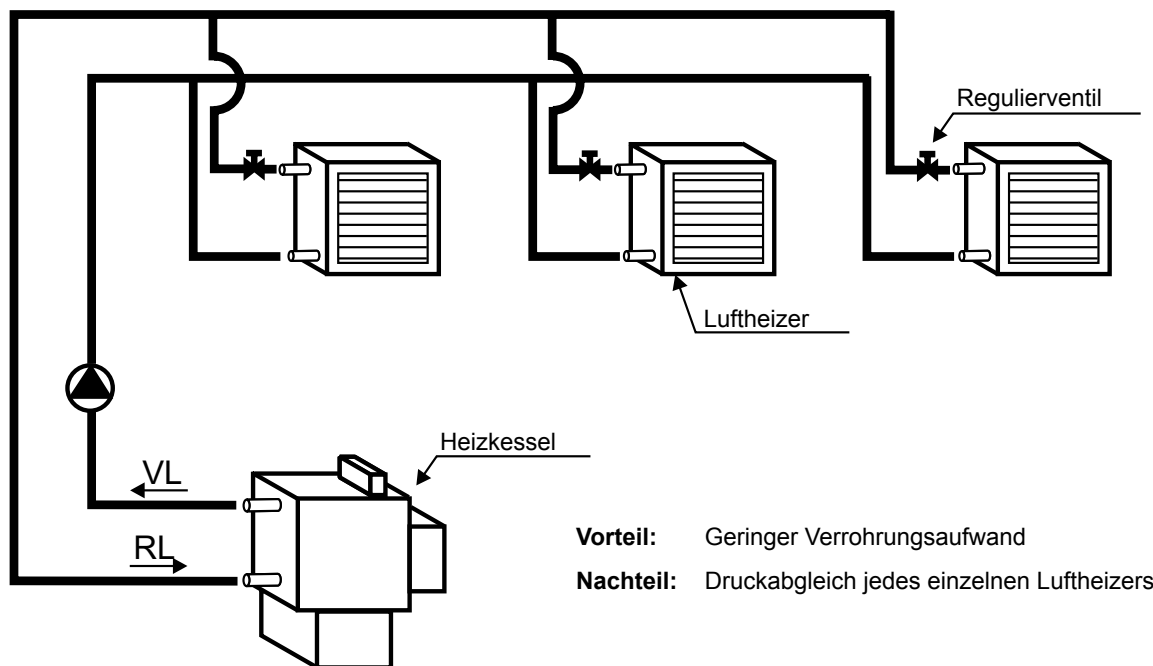 Regulierventil
Luftheizer
Heizkessel
VL
RL
Vorteil: Geringer Verrohrungsaufwand
Nachteil: Druckabgleich jedes einzelnen Luftheizers